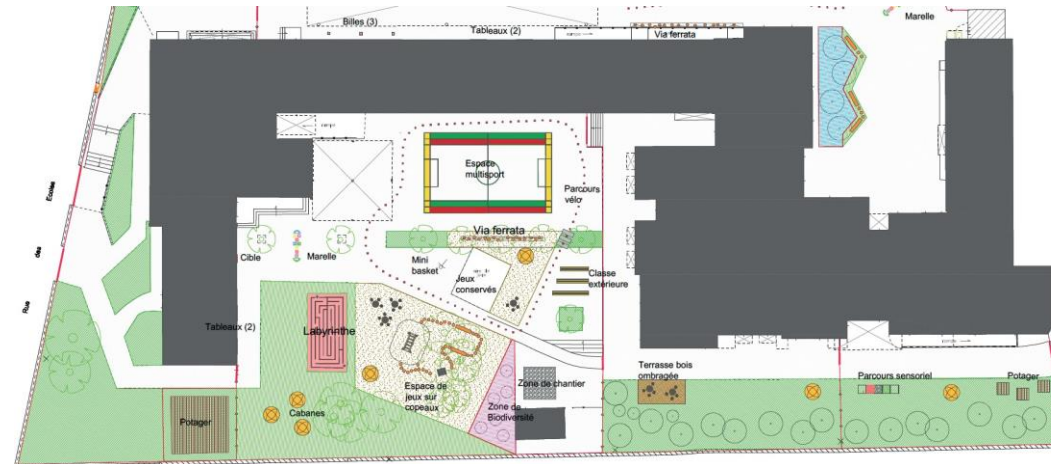 Billes (3)
Tableaux (2)
Via ferrata
Marelle
Espace
multisport
Parcours
vélo
Ecoles
des
Rue
Via ferrata
Cible
Marelle
Mini
basket
Jeux
conservés
Classe
extérieure
Tableaux (2)
Labyrinthe
Espace de
jeux sur
copeaux
Zone de chantier
Terrasse bois
ombragée
Parcours sensoriel
Potager
Cabanes
Zone de
Biodiversité
Potager